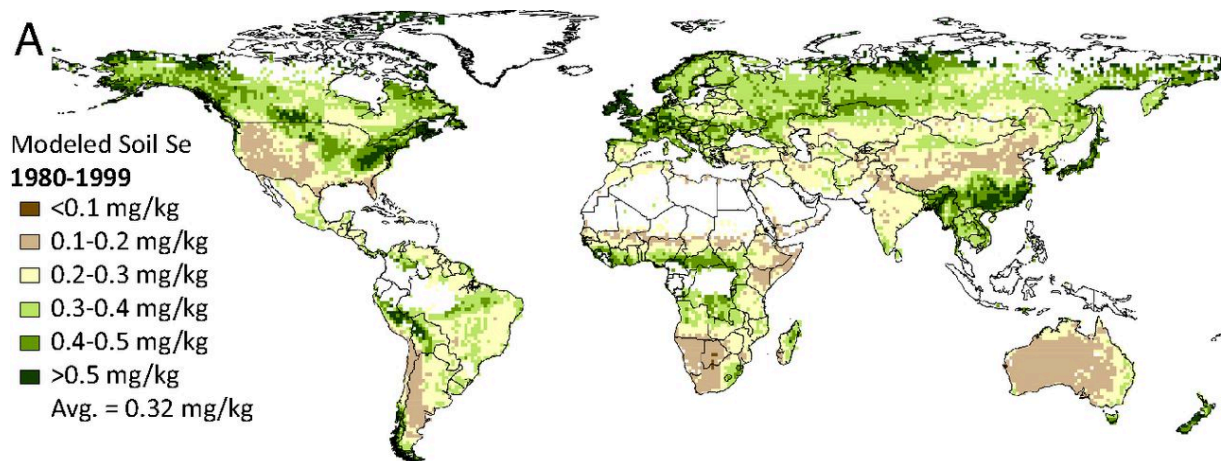 A
Modeled Soil Se
1980-1999
<0.1 mg/kg
0.1-0.2 mg/kg
0.2-0.3 mg/kg
0.3-0.4 mg/kg
0.4-0.5 mg/kg
>0.5 mg/kg
Avg. = 0.32 mg/kg